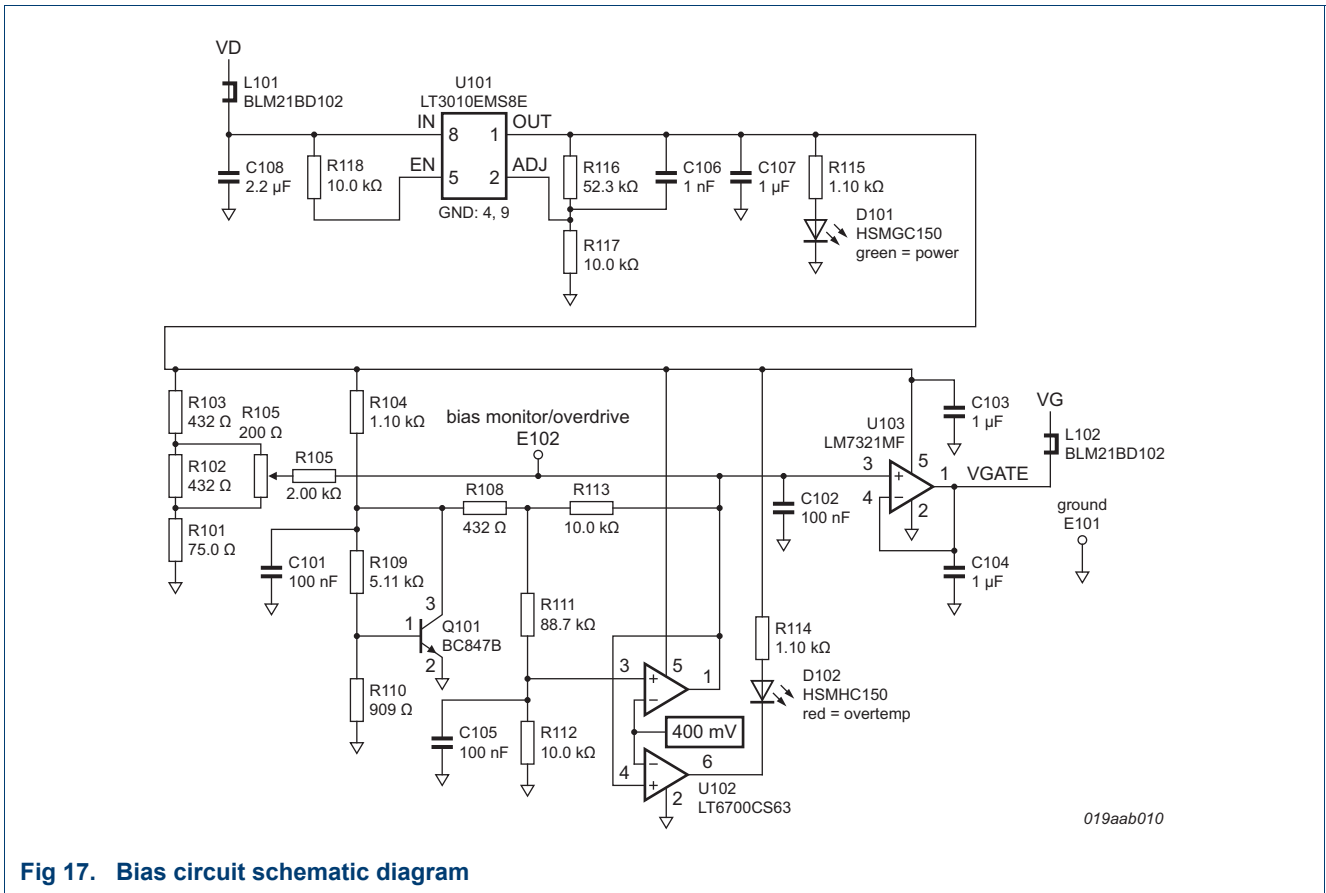 VD
L101
BLM21BD102
U101
LT3010EMS8E
IN
8
1
OUT
EN
5
2
ADJ
GND: 4, 9
C108
2.2 µF
R118
10.0 kΩ
R116
52.3 kΩ
C106
1 nF
C107
1 µF
R115
1.10 kΩ
D101
HSMGC150
green = power
R117
10.0 kΩ
R103
432 Ω
R105
200 Ω
R102
432 Ω
R101
75.0 Ω
R105
2.00 kΩ
R104
1.10 kΩ
bias monitor/overdrive
E102
R108
432 Ω
R113
10.0 kΩ
C101
100 nF
R109
5.11 kΩ
3
1
2
Q101
BC847B
R110
909 Ω
R111
88.7 kΩ
C105
100 nF
R112
10.0 kΩ
3
+
−
5
1
400 mV
4
−
+
6
2
U102
LT6700CS63
R114
1.10 kΩ
D102
HSMHC150
red = overtemp
C102
100 nF
U103
LM7321MF
3
+
4
−
5
1
2
VGATE
C103
1 µF
VG
L102
BLM21BD102
ground
E101
C104
1 µF
019aab010
Fig 17. Bias circuit schematic diagram